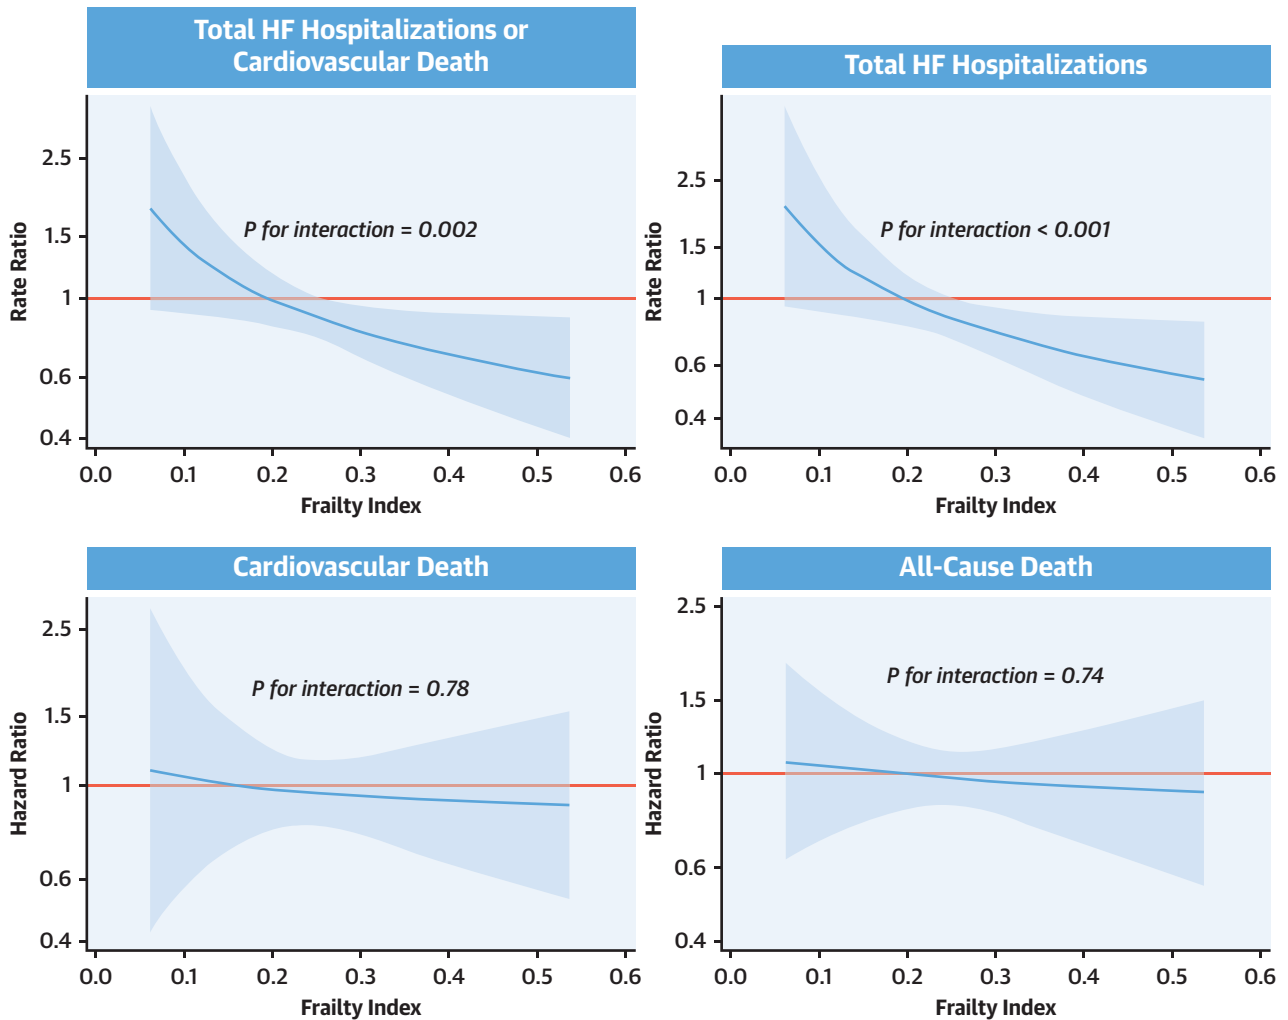 Total HF Hospitalizations or
Cardiovascular Death
Rate Ratio
2.5
1.5
1
0.6
0.4
P for interaction = 0.002
0.0 0.1 0.2 0.3 0.4 0.5 0.6
Frailty Index
Total HF Hospitalizations
Rate Ratio
2.5
1.5
1
0.6
0.4
P for interaction < 0.001
0.0 0.1 0.2 0.3 0.4 0.5 0.6
Frailty Index
Cardiovascular Death
Hazard Ratio
2.5
1.5
1
0.6
0.4
P for interaction = 0.78
0.0 0.1 0.2 0.3 0.4 0.5 0.6
Frailty Index
All-Cause Death
Hazard Ratio
2.5
1.5
1
0.6
0.4
P for interaction = 0.74
0.0 0.1 0.2 0.3 0.4 0.5 0.6
Frailty Index